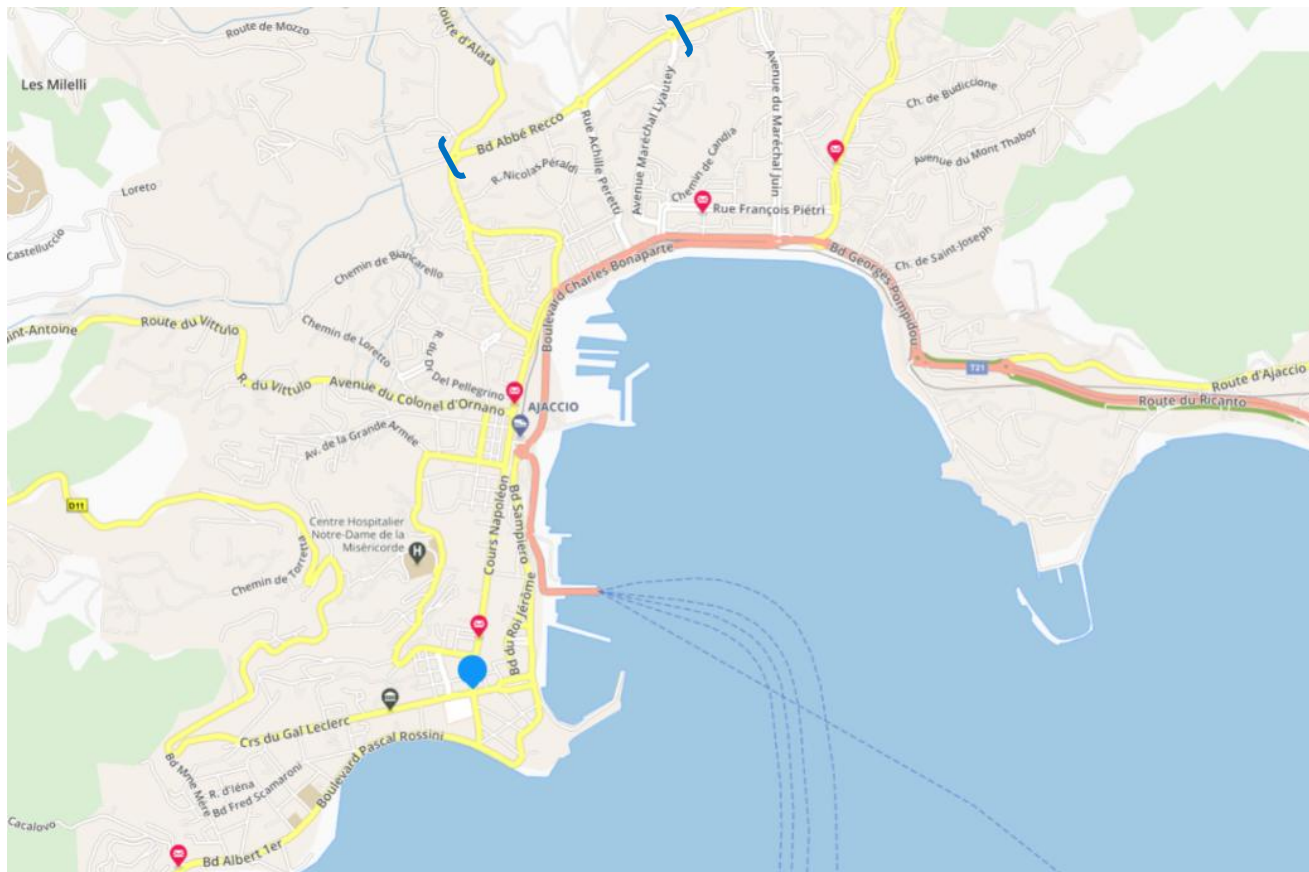 Route de Mozzo
Route d'Alata
Les Milelli
Bd Abbé Recco
Avenue Maréchal Lyautey
Avenue du Maréchal Juin
Ch. de Budiccione
Rue Achille Peretti
Chemin de Candia
Avenue du Mont Thabor
R. Nicolas Péraldi
Loreto
Rue François Piétri
Castelluccio
Chemin de Biancarello
Boulevard Charles Bonaparte
Bd Georges Pompidou
Ch. de Saint-Joseph
int-Antoine
Route du Vittulo
Chemin de Loretto
R. du Dr Del Pellegrino
T21
R. du Vittulo
Avenue du Colonel d'Ornano
Route d'Ajaccio
Route du Ricanto
AJACCIO
Av. de la Grande Armée
D11
Cours Napoléon
Bd Sampiero
Centre Hospitalier
Notre-Dame de la
Miséricorde
H
Chemin de Torretta
Bd du Roi Jérôme
Crs du Gal Leclerc
Boulevard Pascal Rossini
Bd Mme Mère
R. d'Iéna
Bd Fred Scamaroni
Cacalovo
Bd Albert 1er